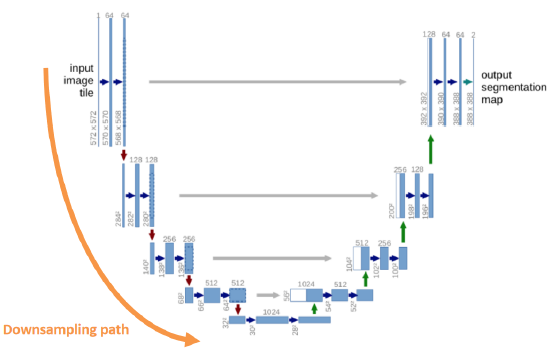 1 64 64
128 64 64 2
input
image
tile
output
segmentation
map
572 x 572
570 x 570
568 x 568
392 x 392
390 x 390
388 x 388
388 x 388
128 128
256 128
284²
282²
280²
200²
198²
196²
256 256
512 256
140²
138²
136²
104²
102²
100²
512 512
1024 512
68²
66²
64²
56²
54²
52²
1024
32²
30²
28²
Downsampling path